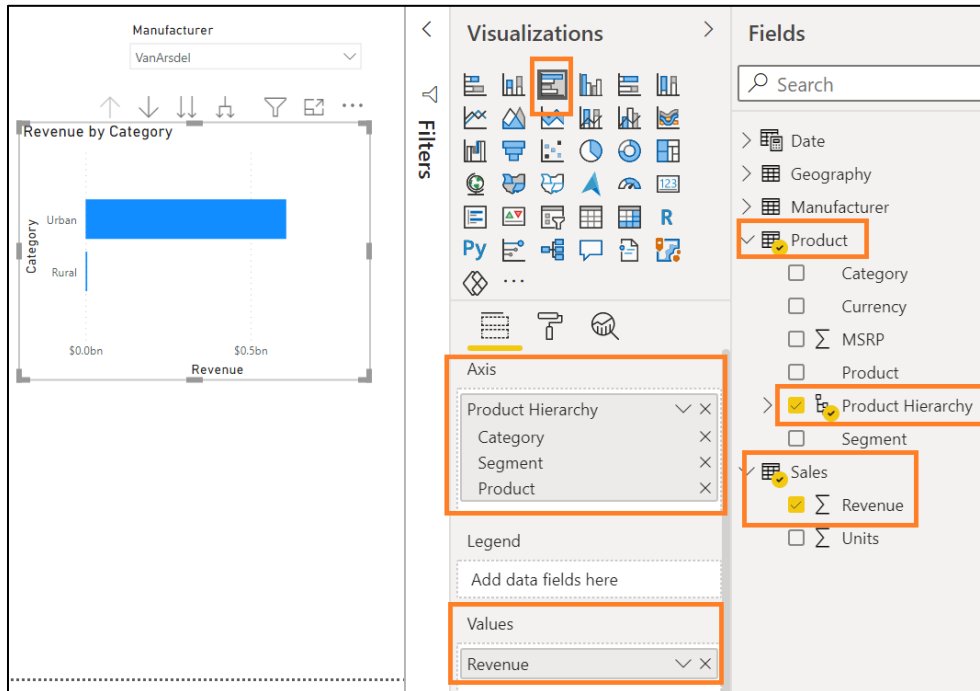 Manufacturer
VanArsdel
Revenue by Category
Category
Urban
Rural
$0.0bn
$0.5bn
Revenue
Filters
Visualizations
123
R
Py
Axis
Product Hierarchy
Category
Segment
Product
Legend
Add data fields here
Values
Revenue
Fields
Search
Date
Geography
Manufacturer
Product
Category
Currency
Σ MSRP
Product
Product Hierarchy
Segment
Sales
Σ Revenue
Σ Units